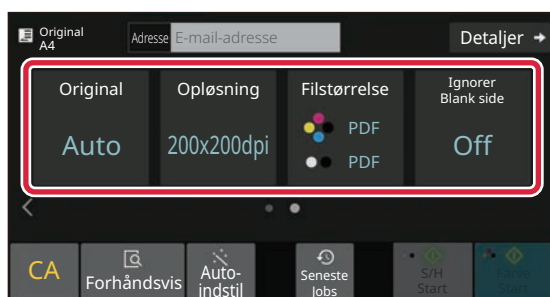 Original
A4
Adresse
E-mail-adresse
Detaljer
Original
Opløsning
Filstørrelse
Ignorer
Blank side
Auto
200x200dpi
PDF
PDF
Off
CA
Forhåndsvis
Auto-
indstil
Seneste
Jobs
S/H
Start
Farve
Start